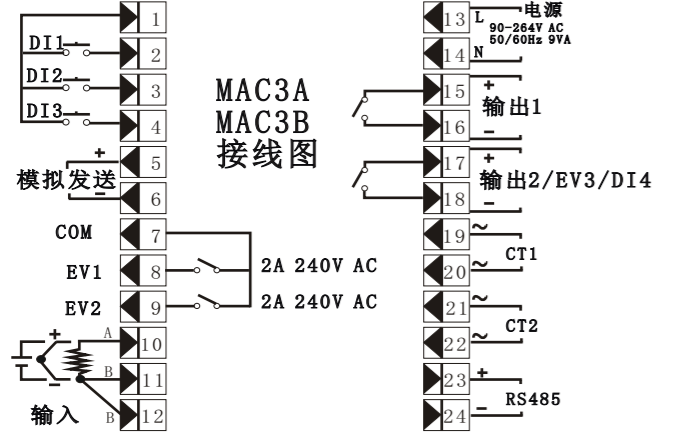 1
DI1
2
DI2
3
DI3
4
+
5
模拟发送
-
6
COM
7
EV1
8
2A 240V AC
EV2
9
2A 240V AC
+
A
10
B
11
-
输入
B
12
MAC3A
MAC3B
接线图
13
L
电源
90-264V AC
50/60Hz 9VA
14
N
15
+
输出1
16
-
17
+
输出2/EV3/DI4
18
-
19
~
CT1
20
~
21
~
CT2
22
~
23
+
RS485
24
-